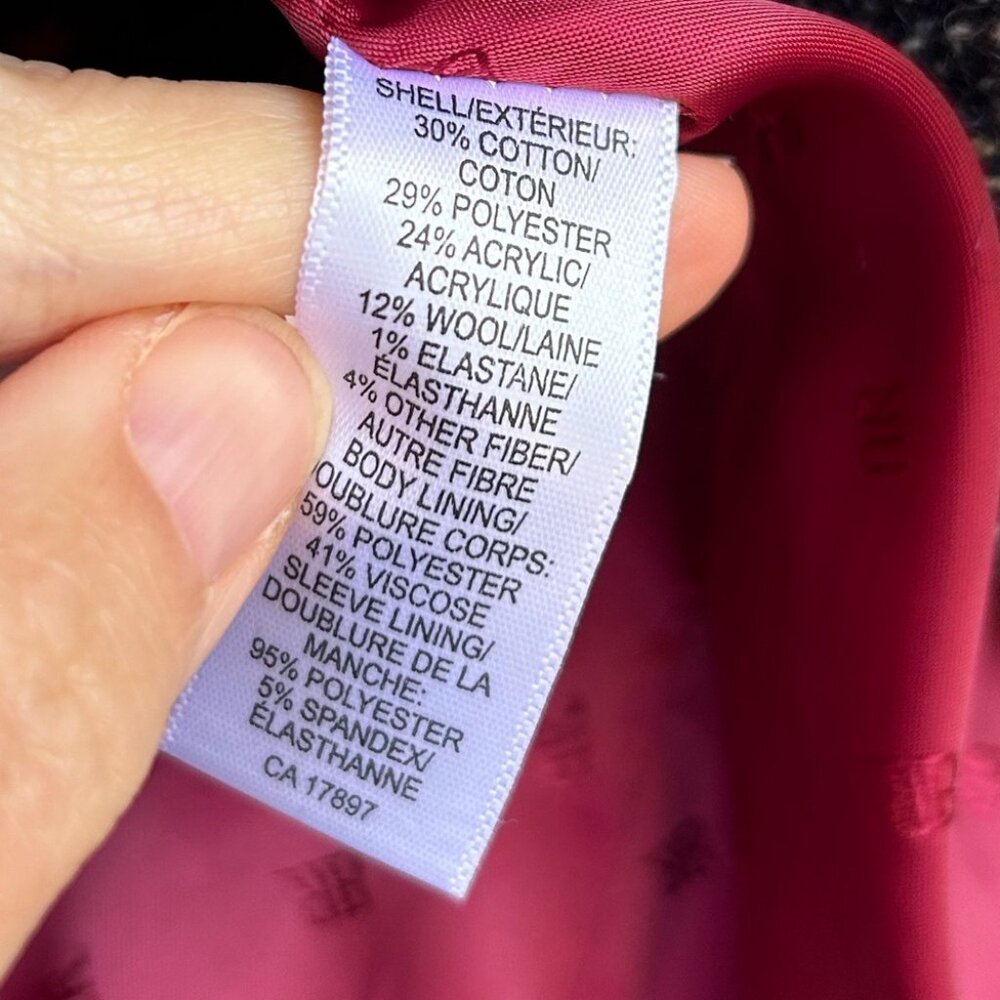 SHELL/EXTÉRIEUR:
30% COTTON/
COTON
29% POLYESTER
24% ACRYLIC/
ACRYLIQUE
12% WOOL/LAINE
1% ELASTANE/
ÉLASTHANNE
4% OTHER FIBER/
AUTRE FIBRE
BODY LINING/
OUBLURE CORPS:
59% POLYESTER
41% VISCOSE
SLEEVE LINING/
DOUBLURE DE LA
MANCHE:
95% POLYESTER
5% SPANDEX/
ÉLASTHANNE
CA 17897